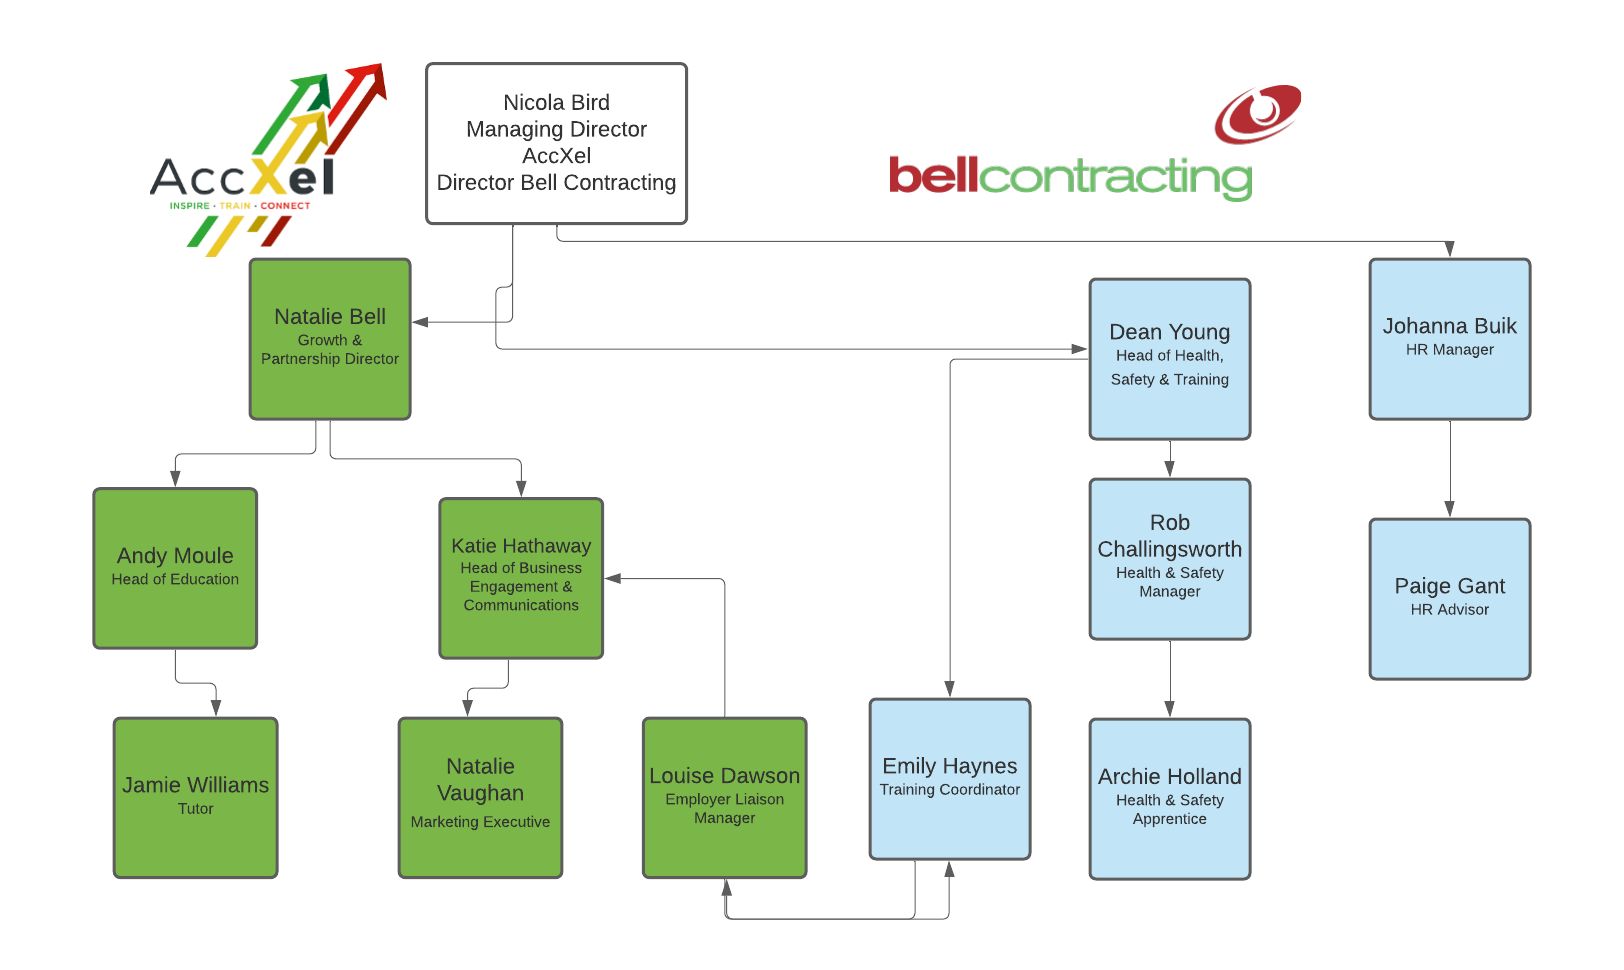 AccXel
INSPIRE · TRAIN · CONNECT
Nicola Bird
Managing Director
AccXel
Director Bell Contracting
bellcontracting
Natalie Bell
Growth &
Partnership Director
Dean Young
Head of Health,
Safety & Training
Johanna Buik
HR Manager
Andy Moule
Head of Education
Katie Hathaway
Head of Business
Engagement &
Communications
Rob
Challingsworth
Health & Safety
Manager
Paige Gant
HR Advisor
Jamie Williams
Tutor
Natalie
Vaughan
Marketing Executive
Louise Dawson
Employer Liaison
Manager
Emily Haynes
Training Coordinator
Archie Holland
Health & Safety
Apprentice